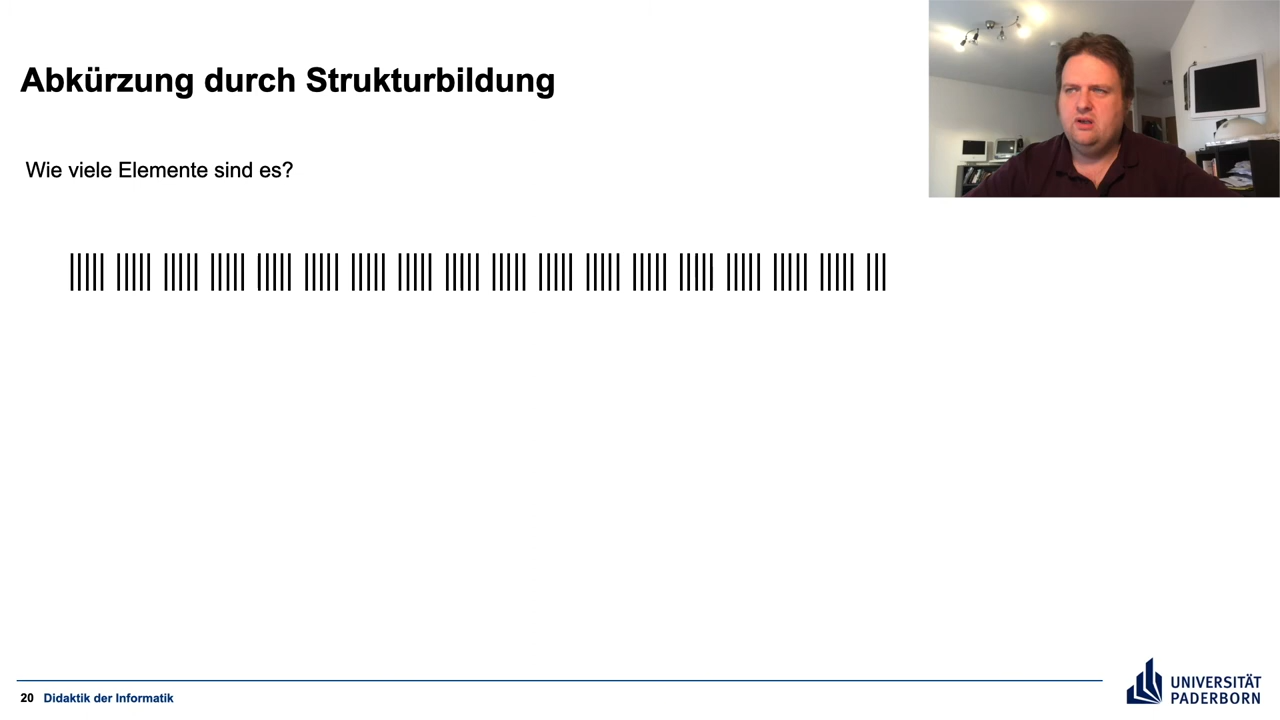 Abkürzung durch Strukturbildung
Wie viele Elemente sind es?
||||| ||||| ||||| ||||| ||||| ||||| ||||| ||||| ||||| ||||| ||||| ||||| ||||| ||||| ||||| ||||| ||||| |||
20 Didaktik der Informatik
UNIVERSITÄT
PADERBORN